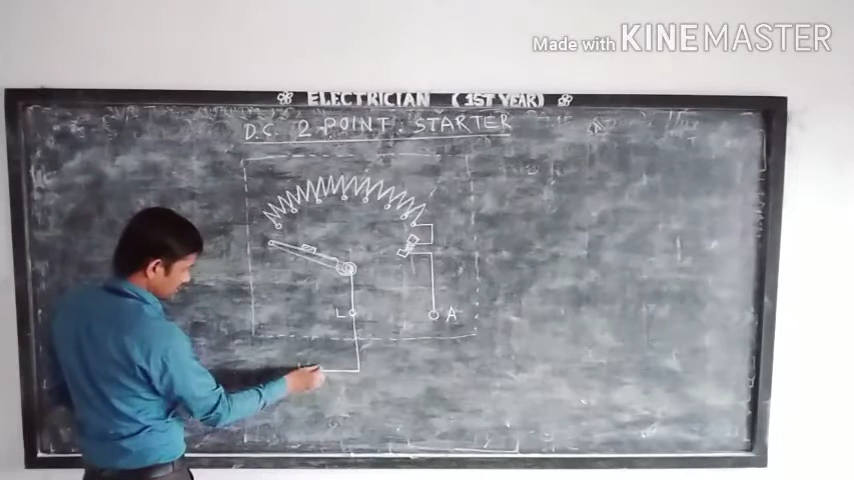 Made with KINEMASTER
ELECTRICIAN (1ST YEAR)
D.C. 2 POINT STARTER
L
A